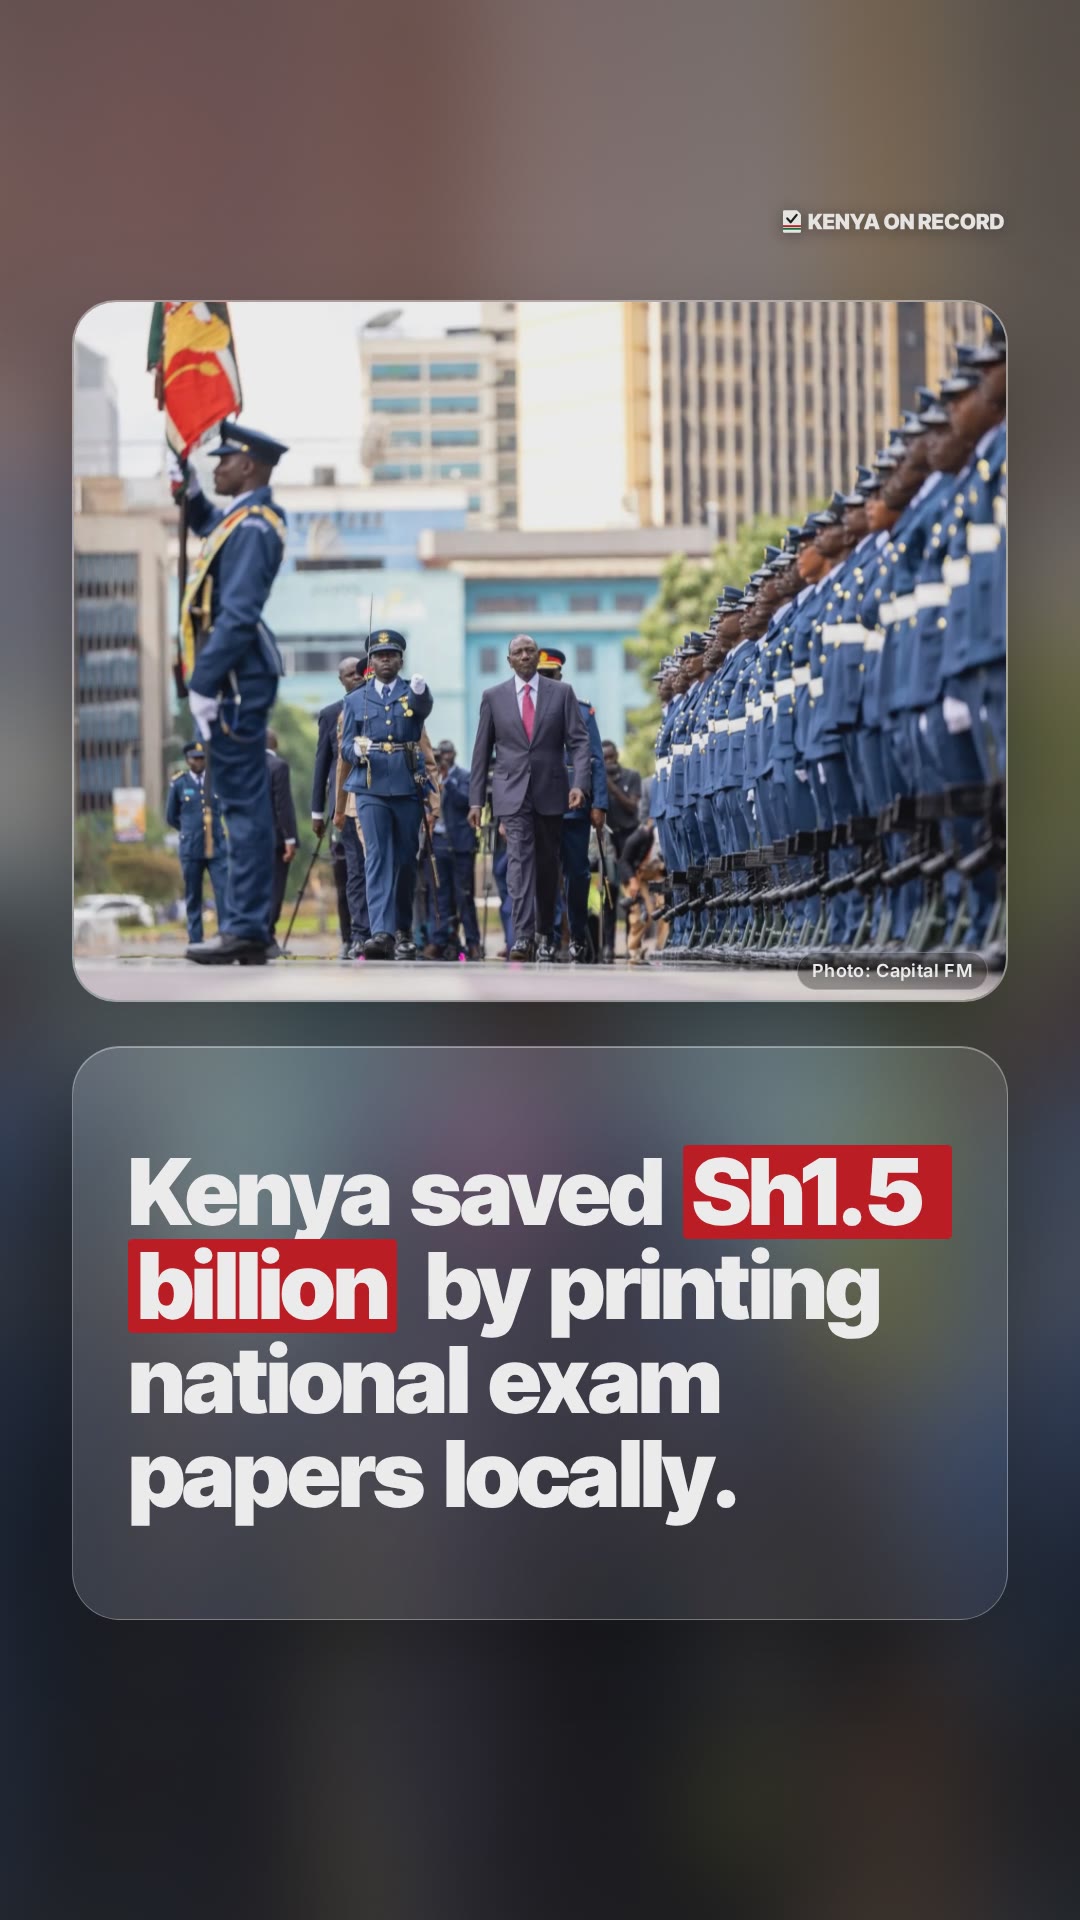 KENYA ON RECORD
Photo: Capital FM
Kenya saved Sh1.5
billion by printing
national exam
papers locally.